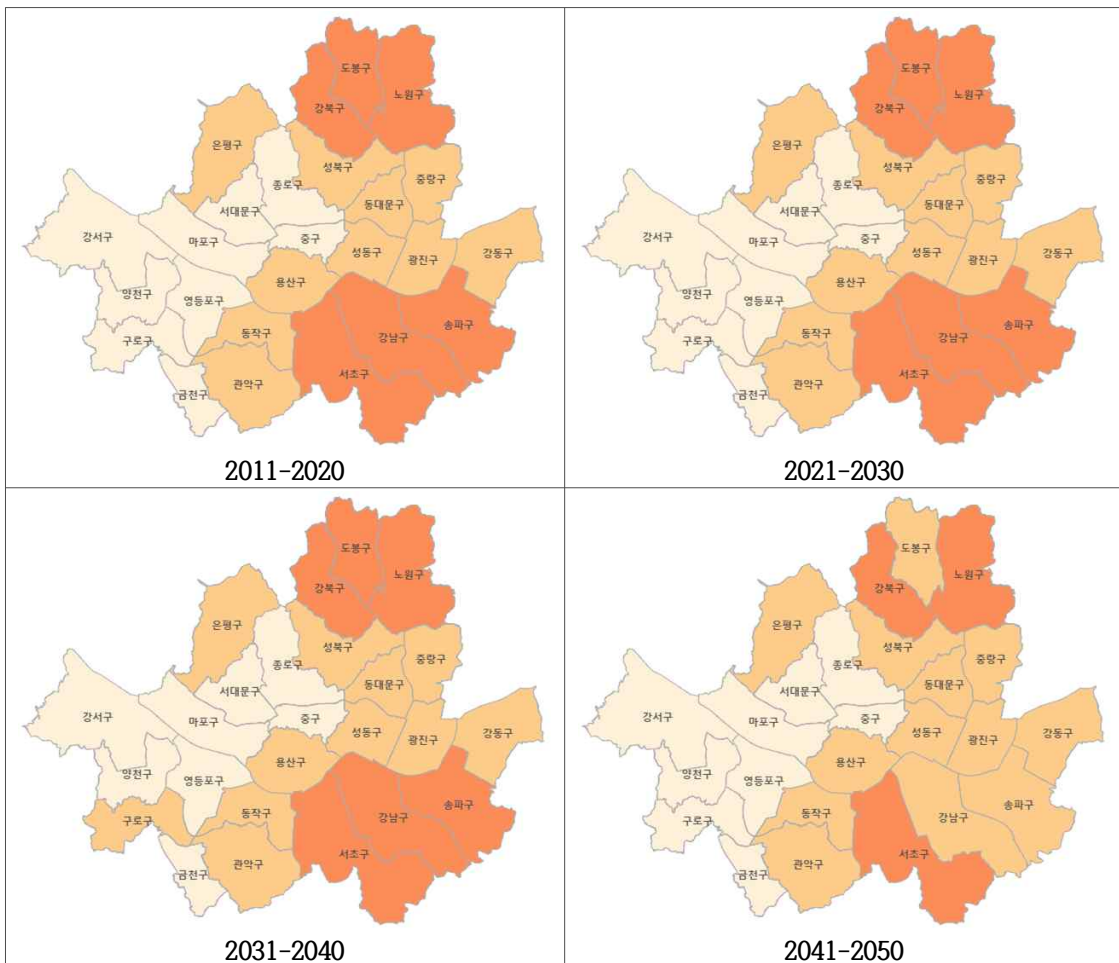 도봉구
노원구
강북구
은평구
성북구
중랑구
종로구
동대문구
서대문구
강서구
마포구
중구
성동구
광진구
강동구
용산구
양천구
영등포구
송파구
동작구
강남구
구로구
서초구
관악구
금천구
2011-2020
도봉구
노원구
강북구
은평구
성북구
중랑구
종로구
동대문구
서대문구
강서구
마포구
중구
성동구
광진구
강동구
용산구
양천구
영등포구
송파구
동작구
강남구
구로구
서초구
관악구
금천구
2021-2030
도봉구
노원구
강북구
은평구
성북구
중랑구
종로구
동대문구
서대문구
강서구
마포구
중구
성동구
광진구
강동구
용산구
양천구
영등포구
송파구
동작구
강남구
구로구
서초구
관악구
금천구
2031-2040
도봉구
노원구
강북구
은평구
성북구
중랑구
종로구
동대문구
서대문구
강서구
마포구
중구
성동구
광진구
강동구
용산구
양천구
영등포구
송파구
동작구
강남구
구로구
서초구
관악구
금천구
2041-2050